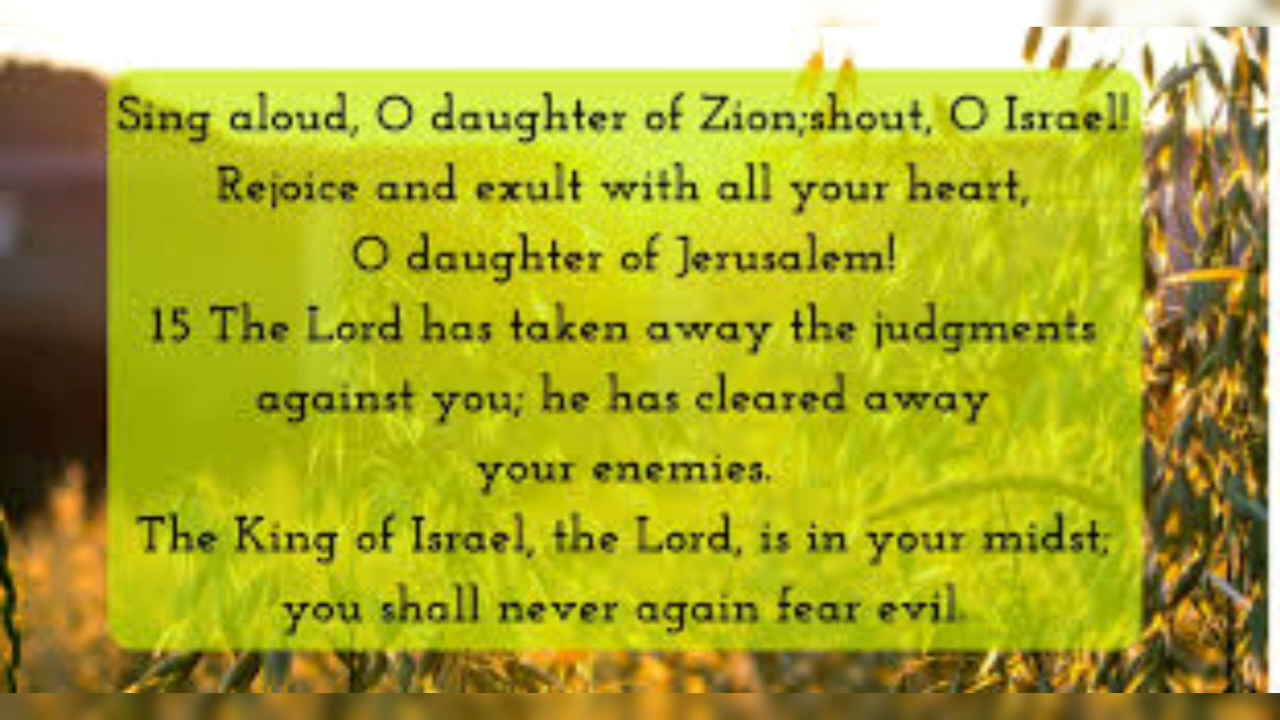 Sing aloud, O daughter of Zion;shout, O Israel!
Rejoice and exult with all your heart,
O daughter of Jerusalem!
15 The Lord has taken away the judgments
against you; he has cleared away
your enemies.
The King of Israel, the Lord, is in your midst;
you shall never again fear evil.